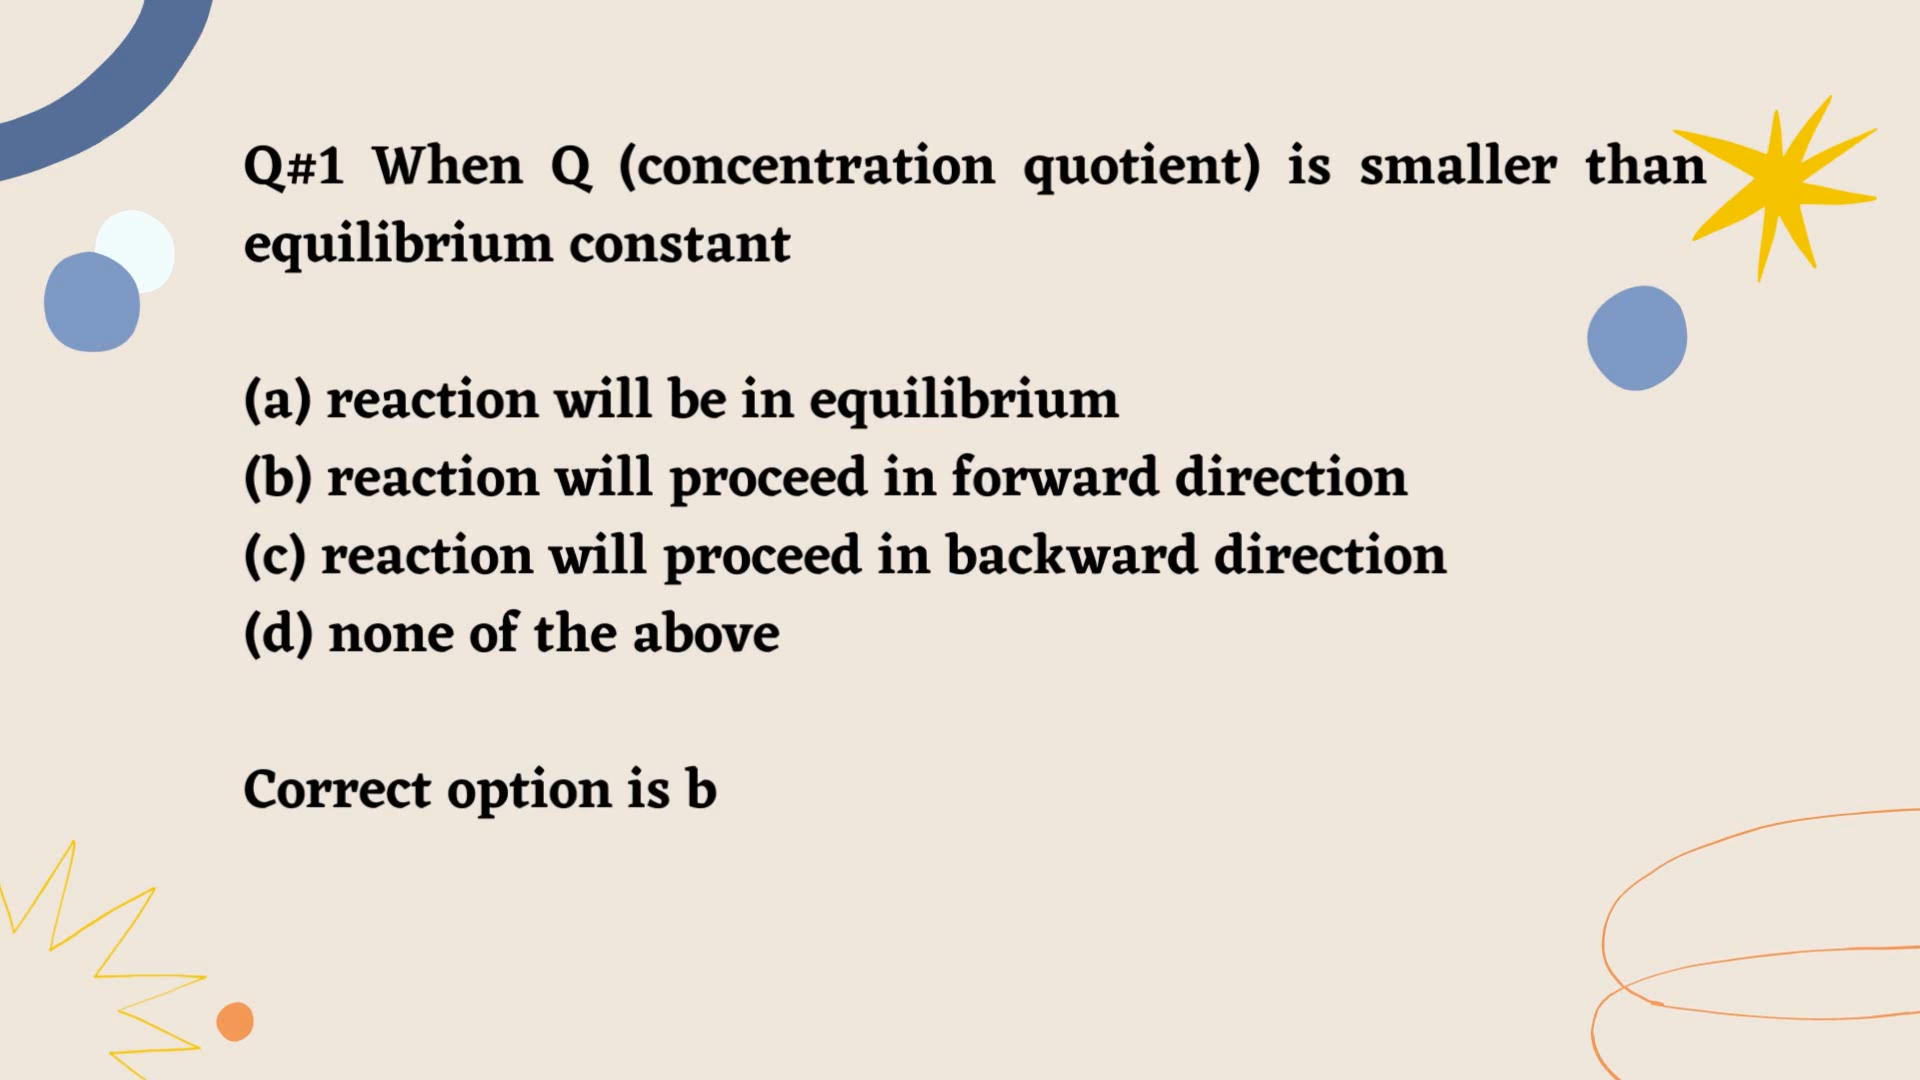 Q#1 When Q (concentration quotient) is smaller than
equilibrium constant
(a) reaction will be in equilibrium
(b) reaction will proceed in forward direction
(c) reaction will proceed in backward direction
(d) none of the above
Correct option is b